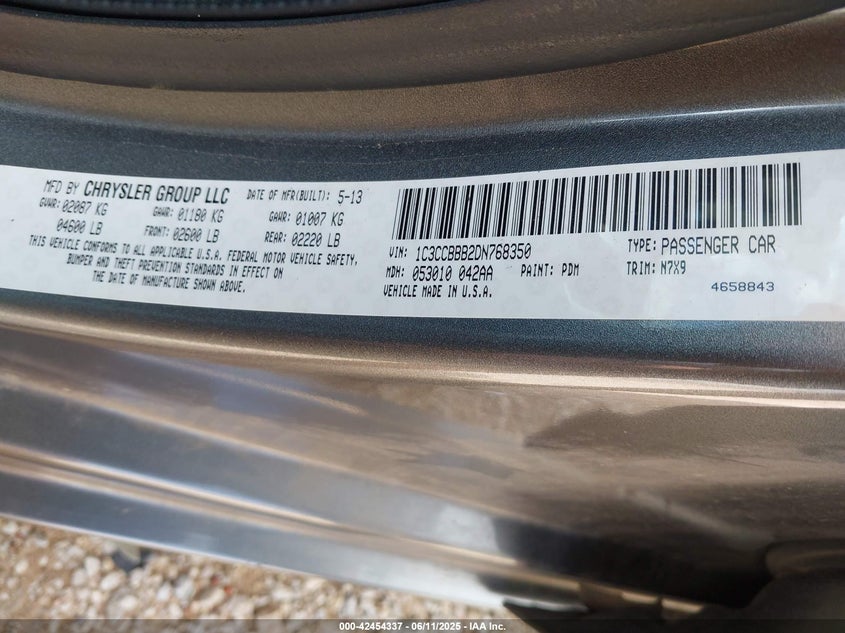 MFD BY CHRYSLER GROUP LLC DATE OF MFR(BUILT): 5-13
GVWR: 02087 KG GAWR: 01180 KG GAWR: 01007 KG
04600 LB FRONT: 02600 LB REAR: 02220 LB
THIS VEHICLE CONFORMS TO ALL APPLICABLE U.S.A. FEDERAL MOTOR VEHICLE SAFETY,
BUMPER AND THEFT PREVENTION STANDARDS IN EFFECT ON
THE DATE OF MANUFACTURE SHOWN ABOVE.
VIN: 1C3CCBBB2DN768350 TYPE: PASSENGER CAR
MDH: 053010 042AA PAINT: PDM TRIM: N7X9
VEHICLE MADE IN U.S.A. 4658843
000-42454337 - 06/11/2025 - IAA Inc.